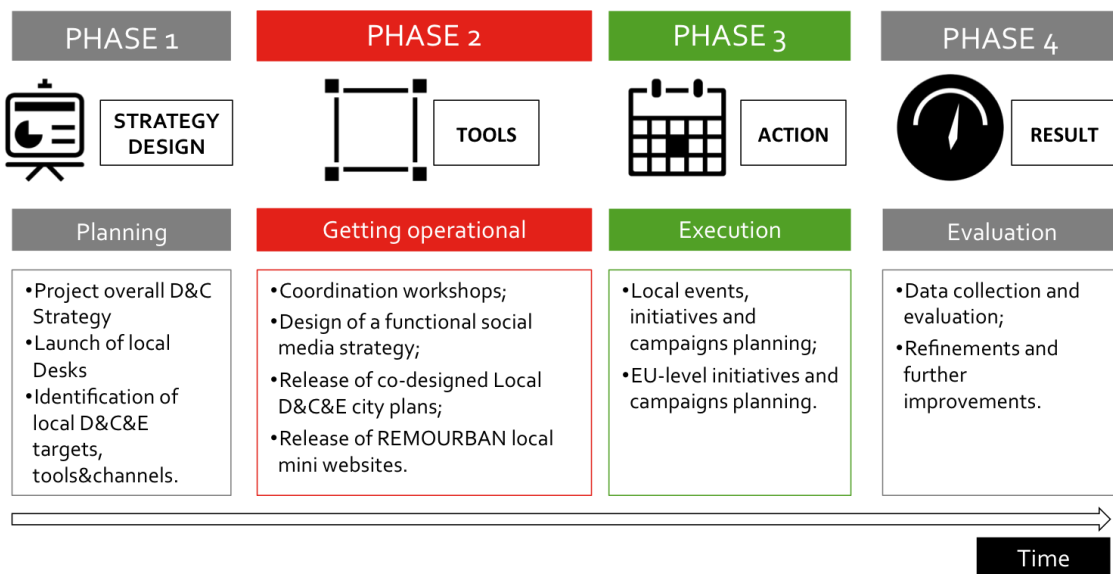 PHASE 1
PHASE 2
PHASE 3
PHASE 4
STRATEGY
DESIGN
TOOLS
ACTION
RESULT
Planning
Getting operational
Execution
Evaluation
•Project overall D&C
Strategy
•Launch of local
Desks
•Identification of
local D&C&E
targets,
tools&channels.
•Coordination workshops;
•Design of a functional social
media strategy;
•Release of co-designed Local
D&C&E city plans;
•Release of REMOURBAN local
mini websites.
•Local events,
initiatives and
campaigns planning;
•EU-level initiatives and
campaigns planning.
•Data collection and
evaluation;
•Refinements and
further
improvements.
Time